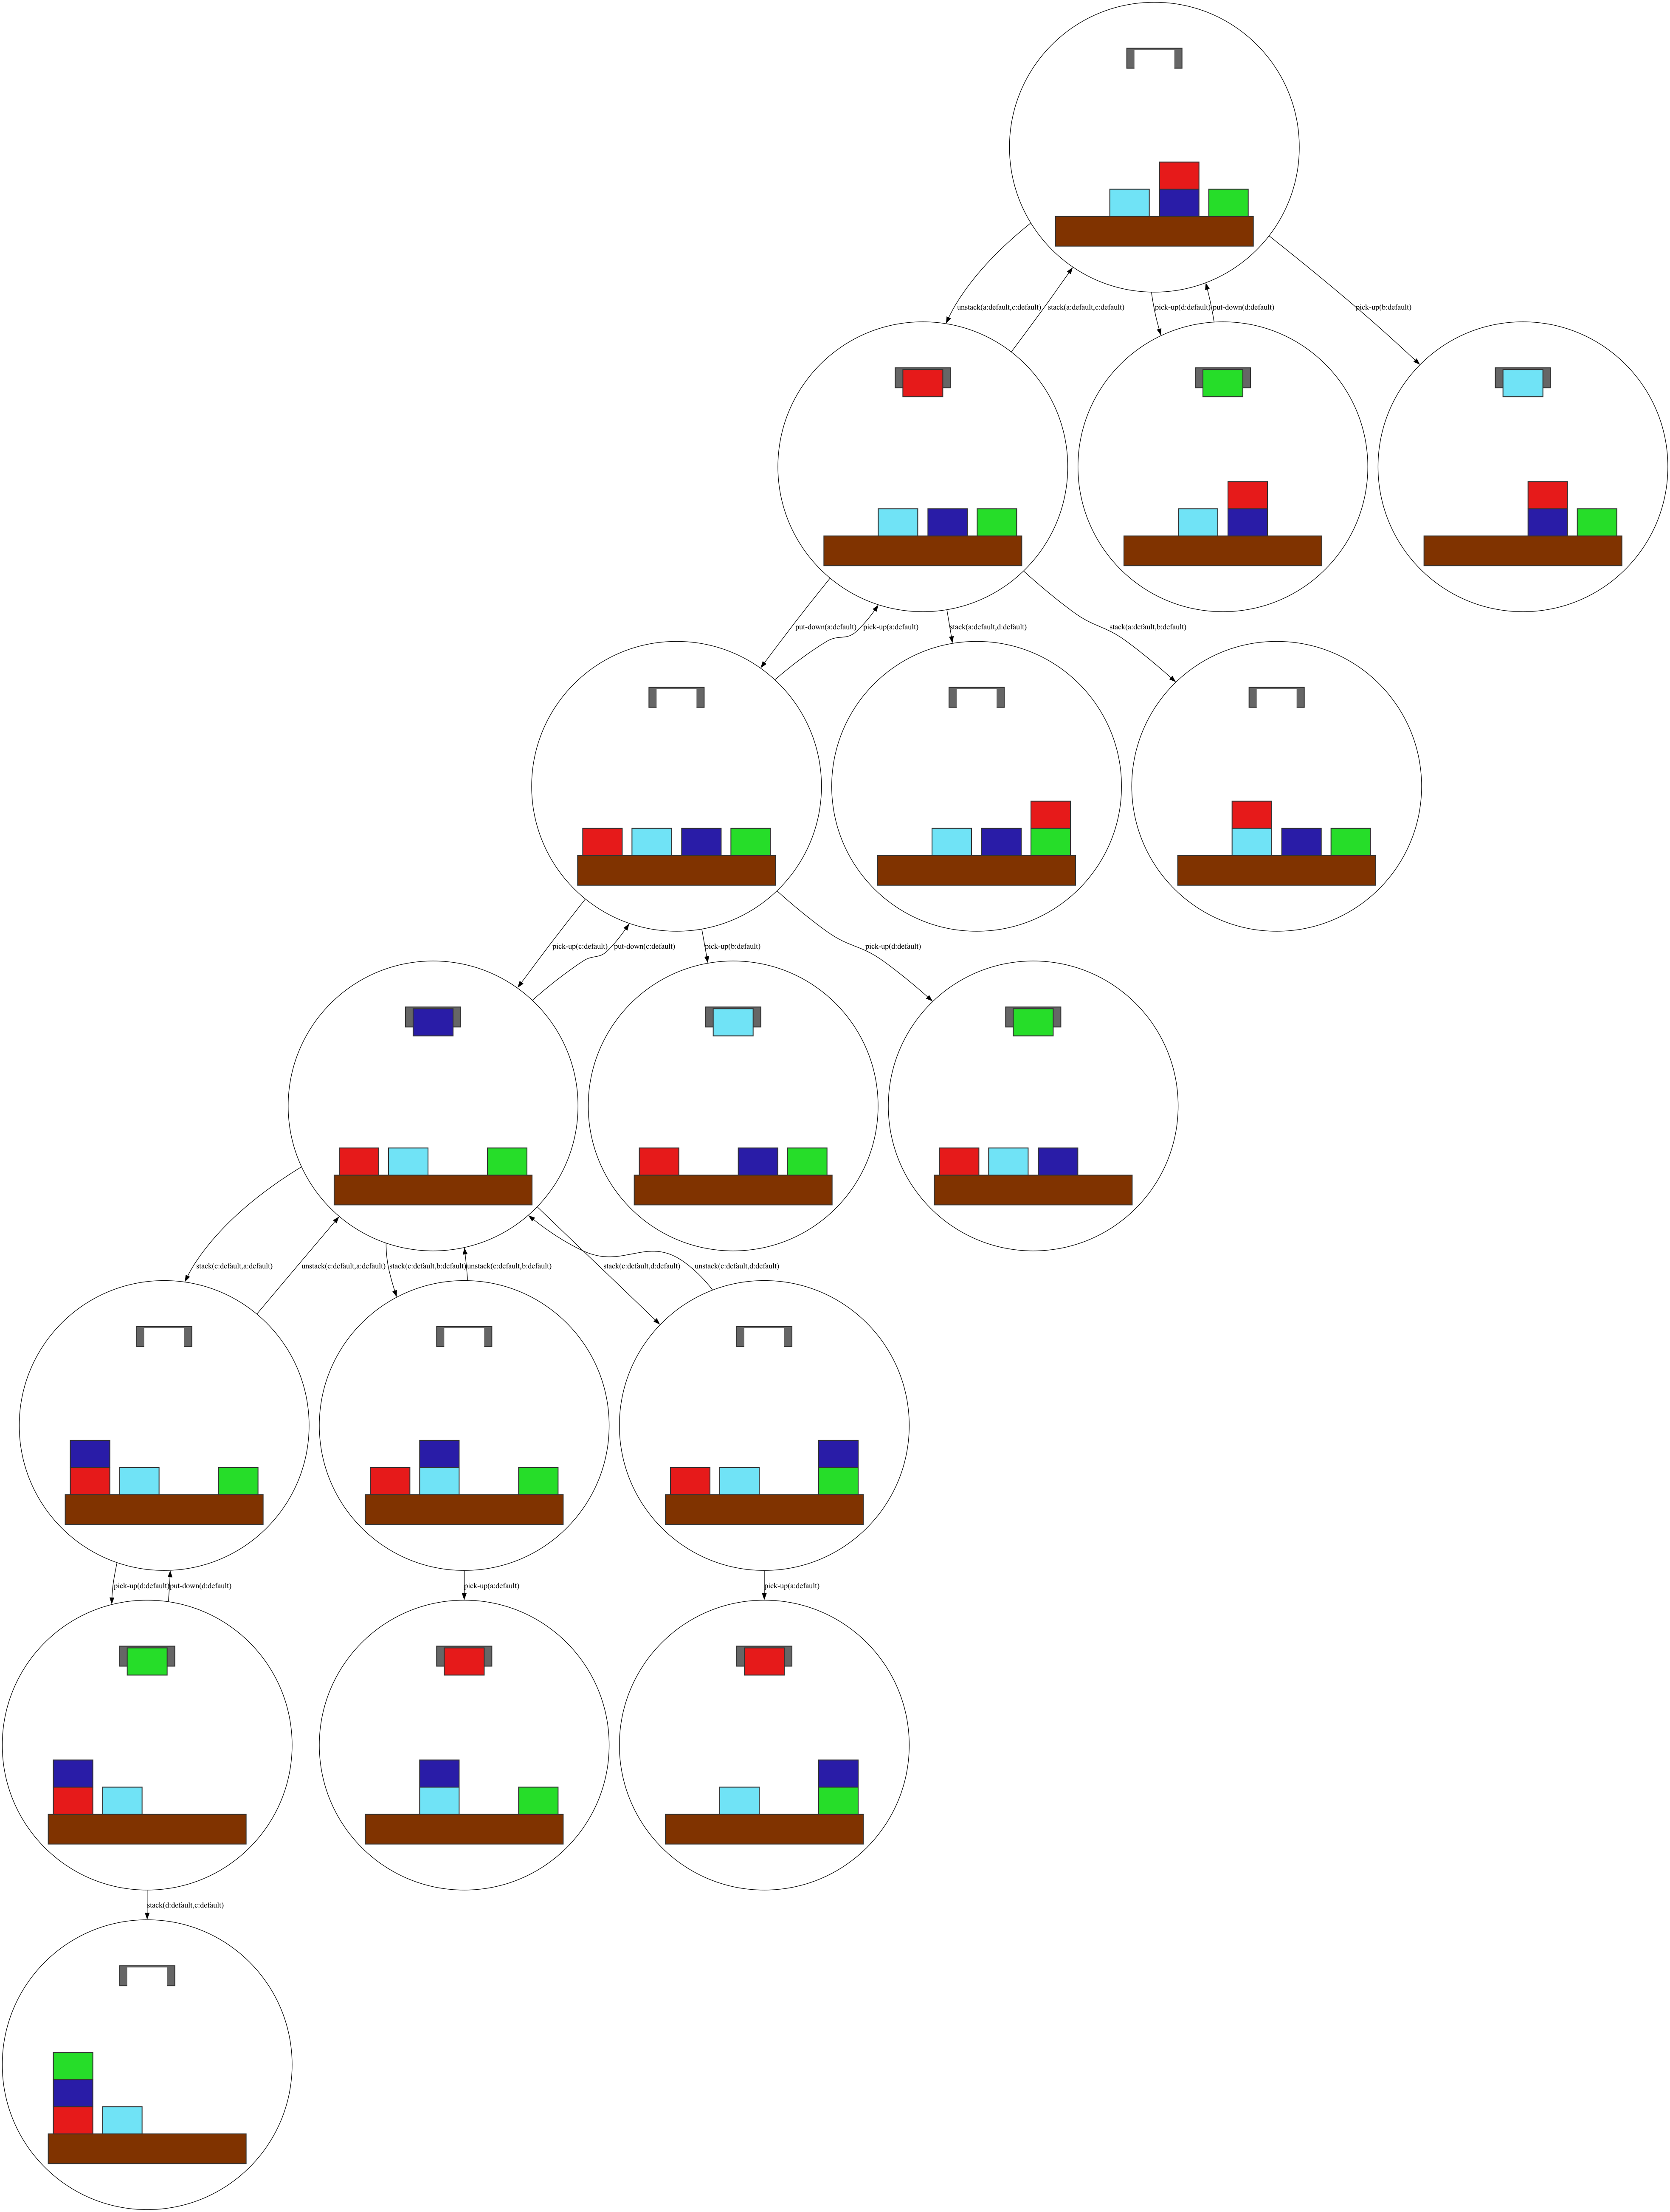 unstack(a:default,c:default)
stack(a:default,c:default)
pick-up(d:default)
put-down(d:default)
pick-up(b:default)
put-down(a:default)
pick-up(a:default)
stack(a:default,d:default)
stack(a:default,b:default)
pick-up(c:default)
put-down(c:default)
pick-up(b:default)
pick-up(d:default)
stack(c:default,a:default)
unstack(c:default,a:default)
stack(c:default,b:default)
unstack(c:default,b:default)
stack(c:default,d:default)
unstack(c:default,d:default)
pick-up(d:default)
put-down(d:default)
pick-up(a:default)
pick-up(a:default)
stack(d:default,c:default)